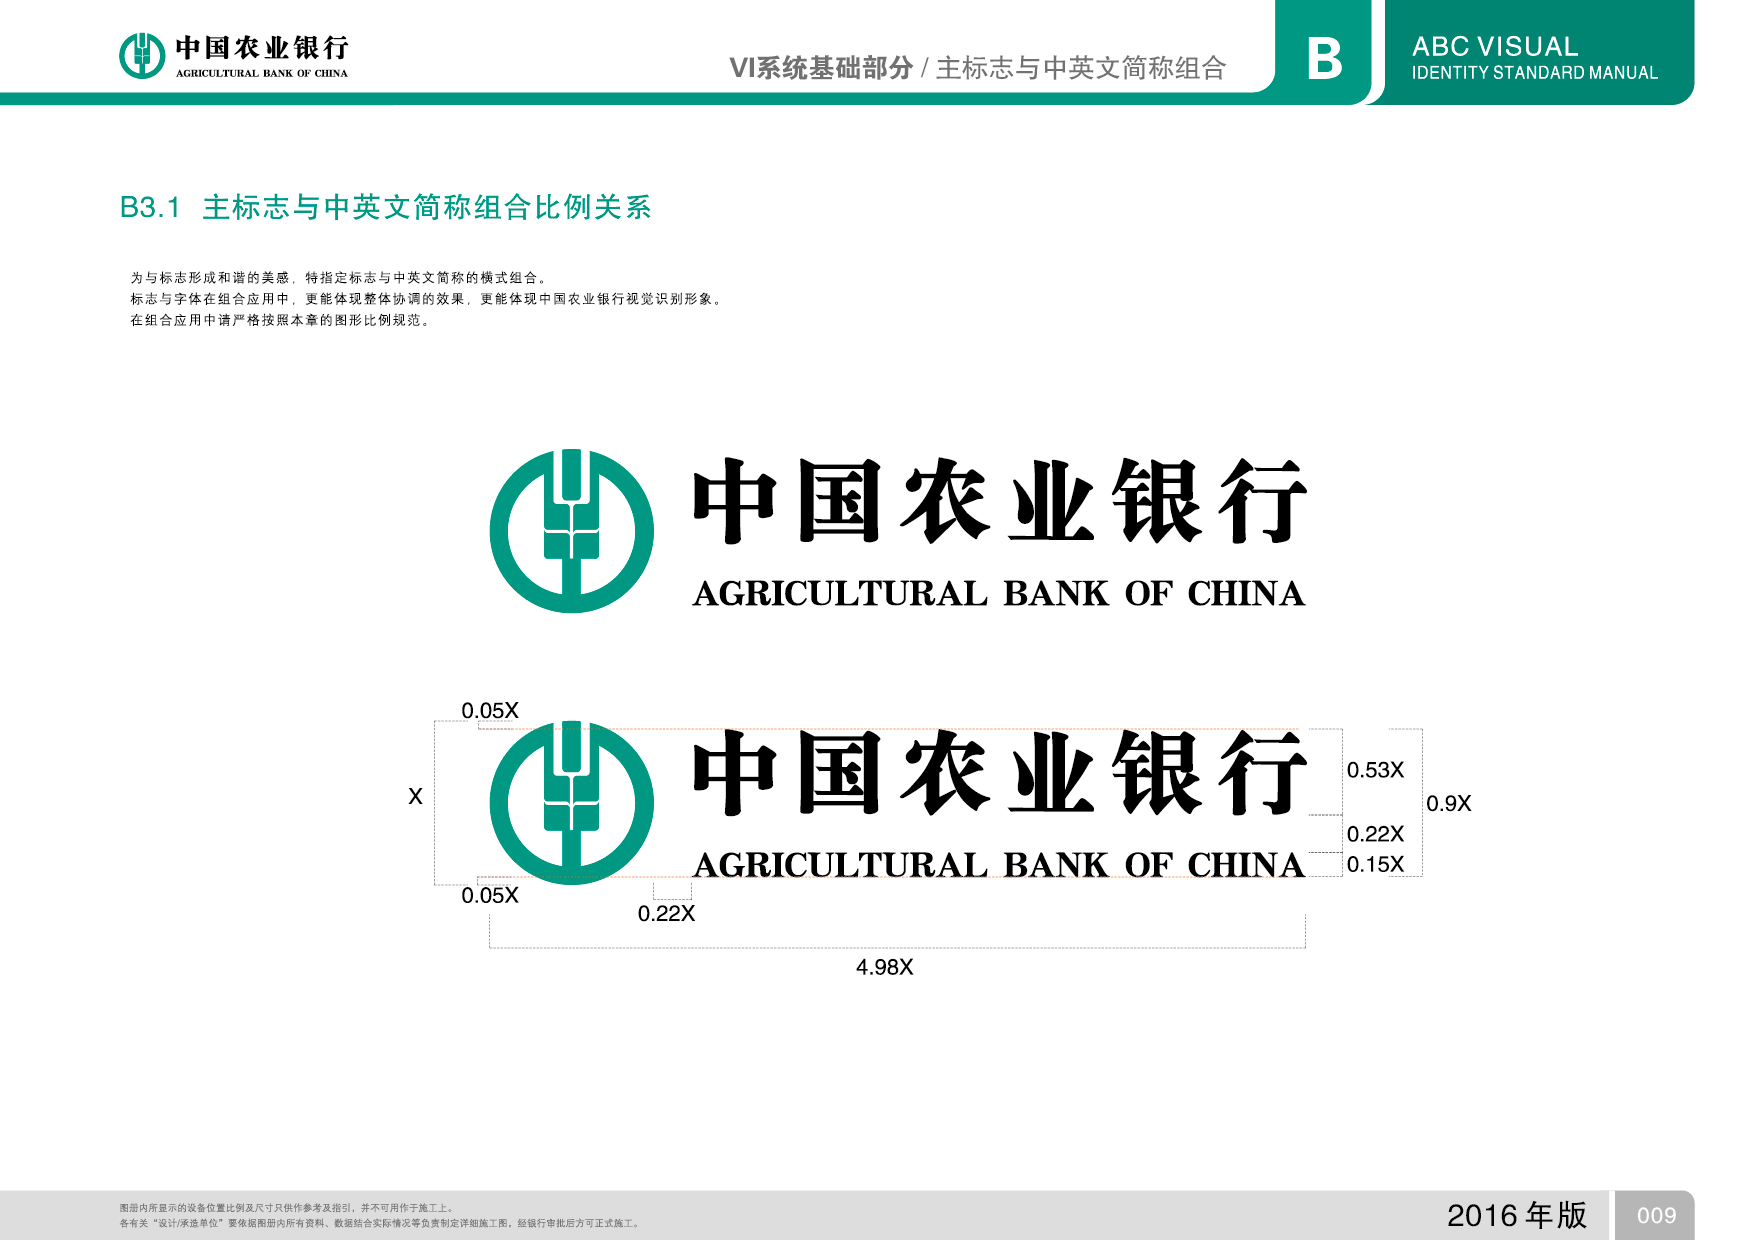 中国农业银行
AGRICULTURAL BANK OF CHINA
VI系统基础部分 / 主标志与中英文简称组合
B
ABC VISUAL
IDENTITY STANDARD MANUAL
B3.1 主标志与中英文简称组合比例关系
为与标志形成和谐的美感，特指定标志与中英文简称的横式组合。
标志与字体在组合应用中，更能体现整体协调的效果，更能体现中国农业银行视觉识别形象。
在组合应用中请严格按照本章的图形比例规范。
中国农业银行
AGRICULTURAL BANK OF CHINA
0.05X
中国农业银行
0.53X
X
0.9X
0.22X
AGRICULTURAL BANK OF CHINA
0.15X
0.05X
0.22X
4.98X
图册内所显示的设备位置比例及尺寸只供作参考及指引，并不可用作于施工上。
各有关“设计/承造单位”要依据图册内所有资料、数据结合实际情况等负责制定详细施工图，经银行审批后方可正式施工。
2016 年版
009